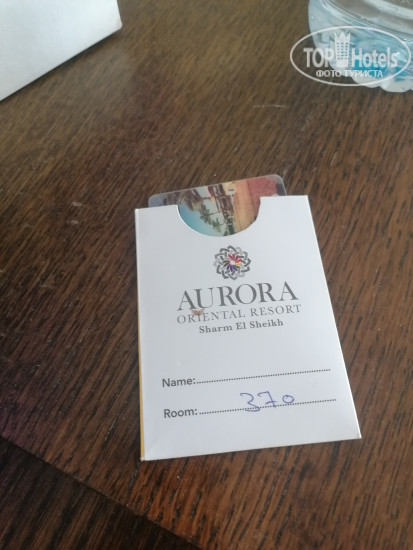 TOP Hotels
ФОТО ТУРИСТА
AURORA
ORIENTAL RESORT
Sharm El Sheikh
Name:
Room: 370